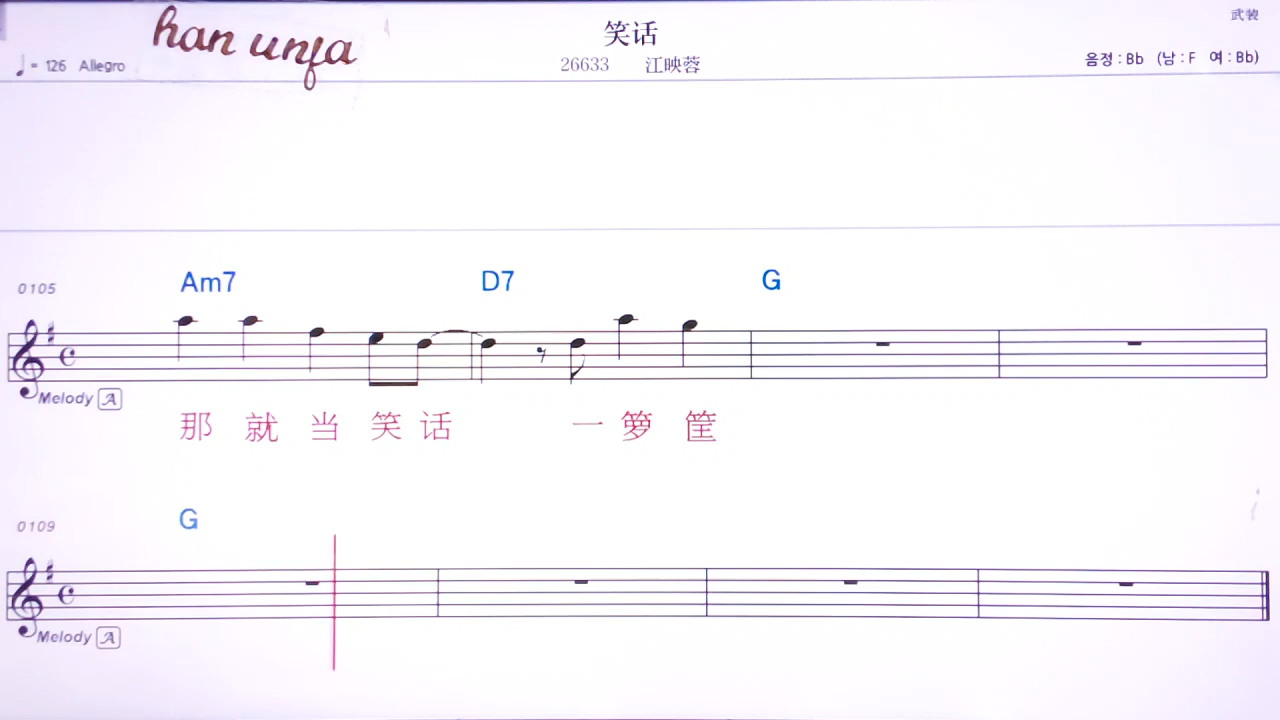 han unfa
笑话
武装
♩= 126 Allegro
26633 江映蓉
음정 : Bb (남 : F 여 : Bb)
0105
Am7 D7 G
Melody A
那 就 当 笑 话 一 箩 筐
0109
G
Melody A